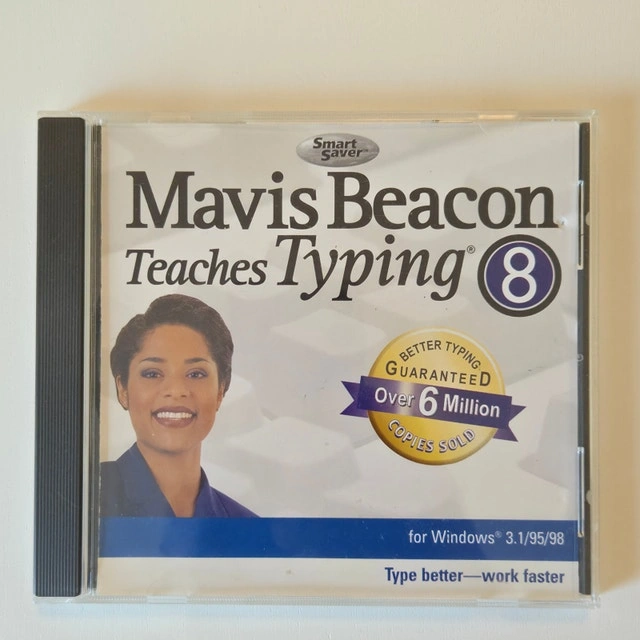 Smart
Saver™
Mavis Beacon
Teaches Typing® 8
BETTER TYPING
GUARANTEED
Over 6 Million
COPIES SOLD
for Windows® 3.1/95/98
Type better—work faster